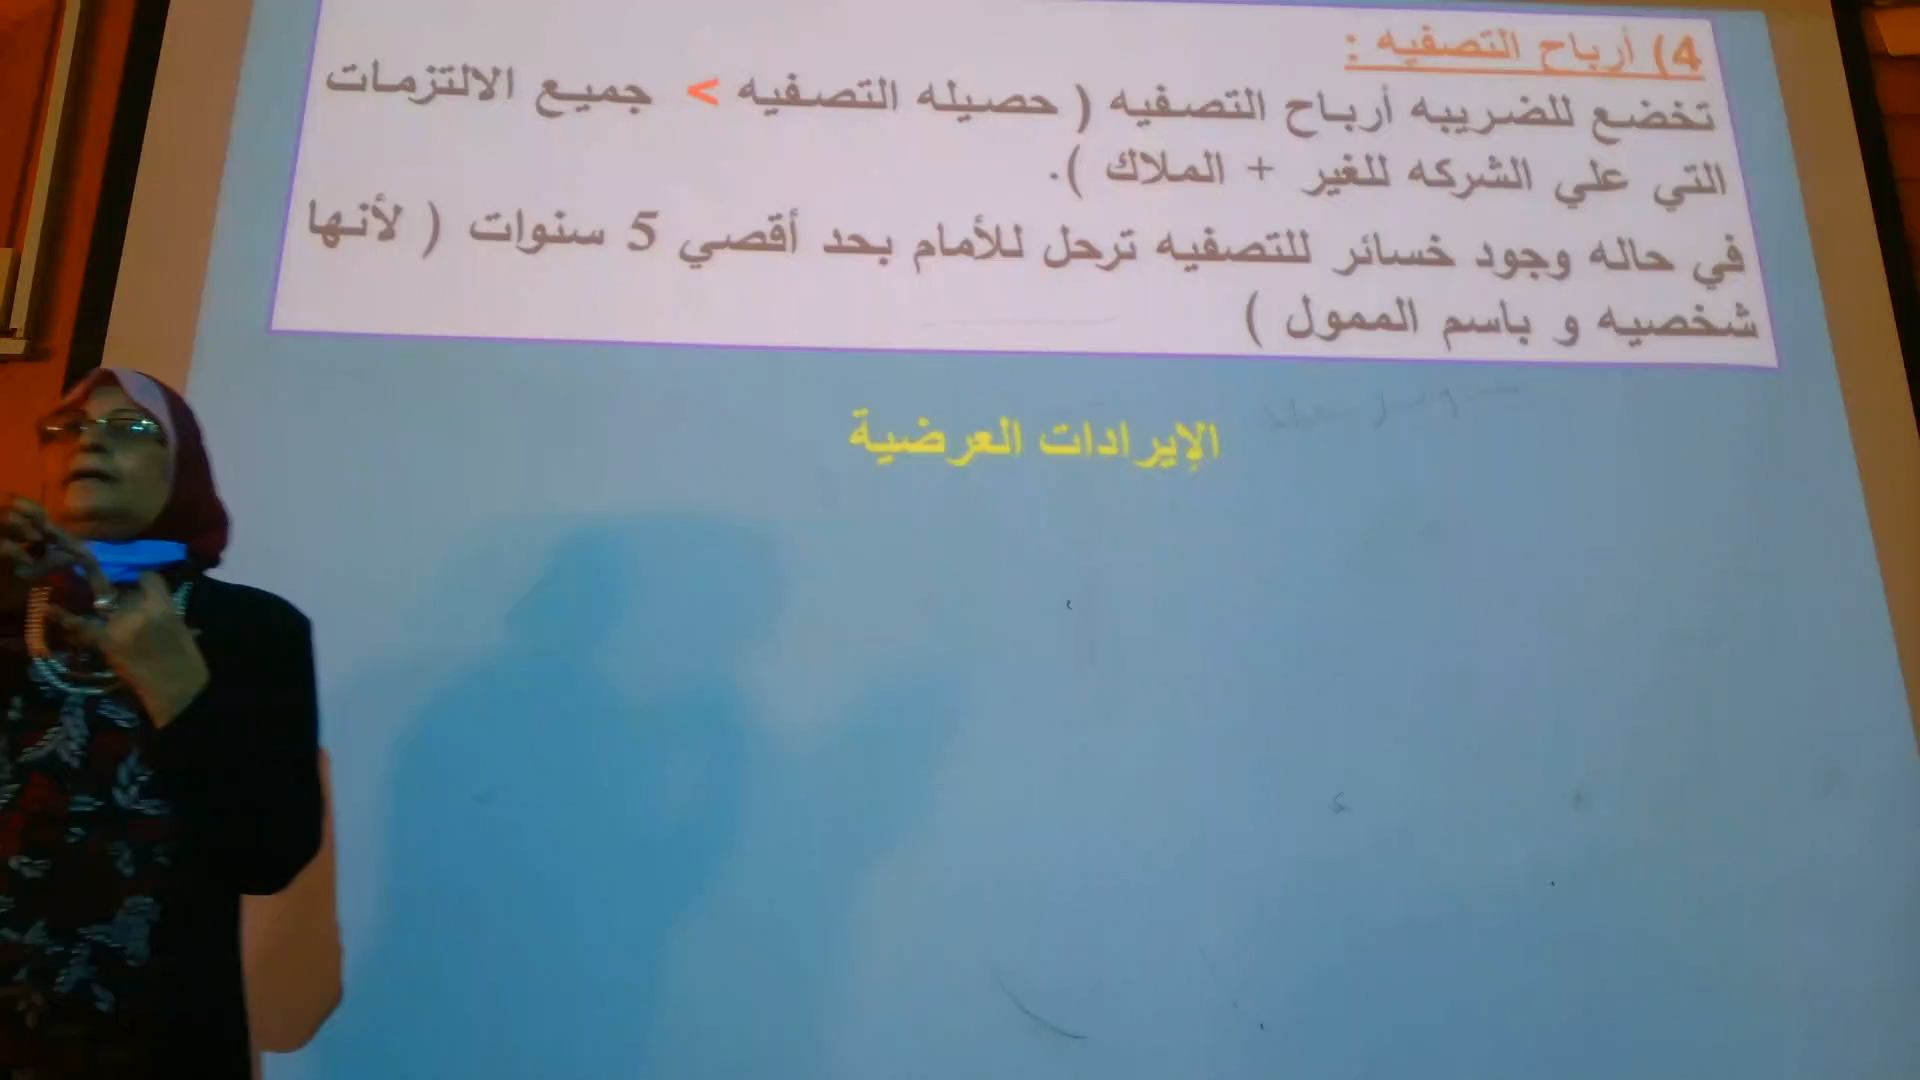 4) أرباح التصفيه :
تخضع للضريبه أرباح التصفيه ( حصيله التصفيه > جميع الالتزمات
التي علي الشركه للغير + الملاك ).
في حاله وجود خسائر للتصفيه ترحل للأمام بحد أقصي 5 سنوات ( لأنها
شخصيه و باسم الممول )
الإيرادات العرضية